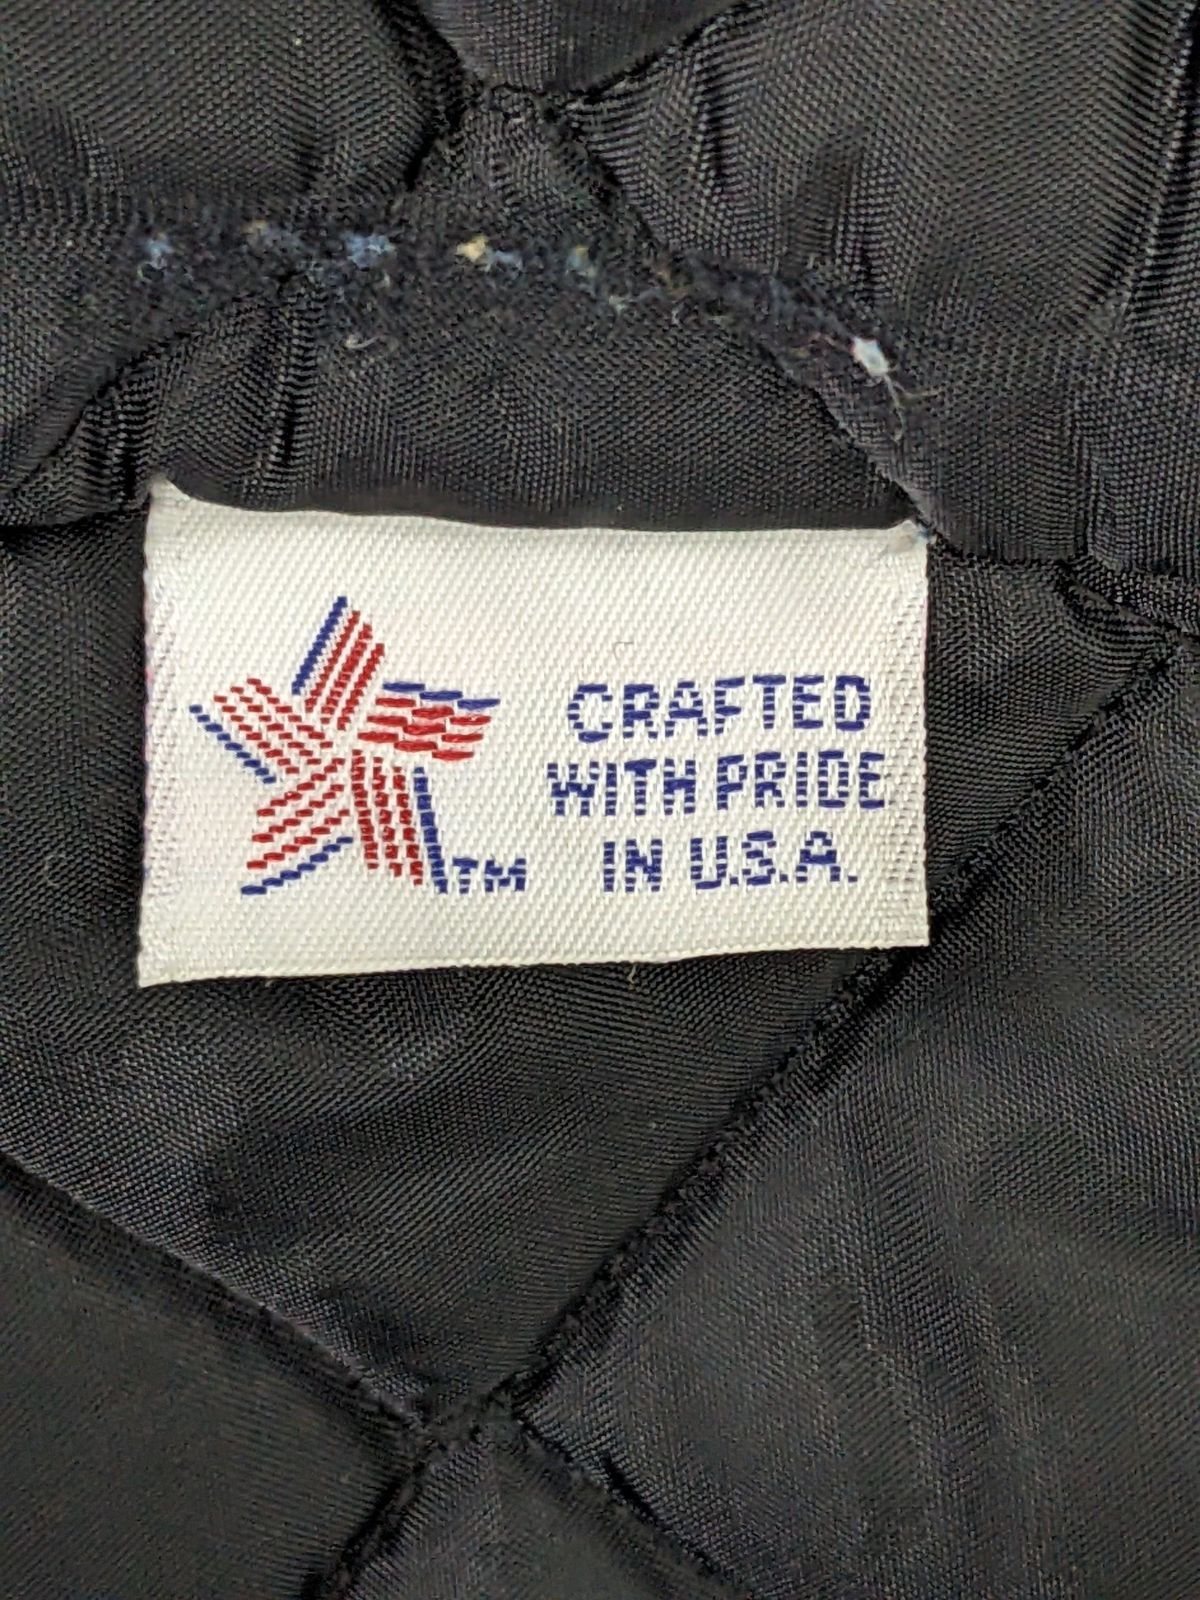 CRAFTED
WITH PRIDE
IN U.S.A.
TM